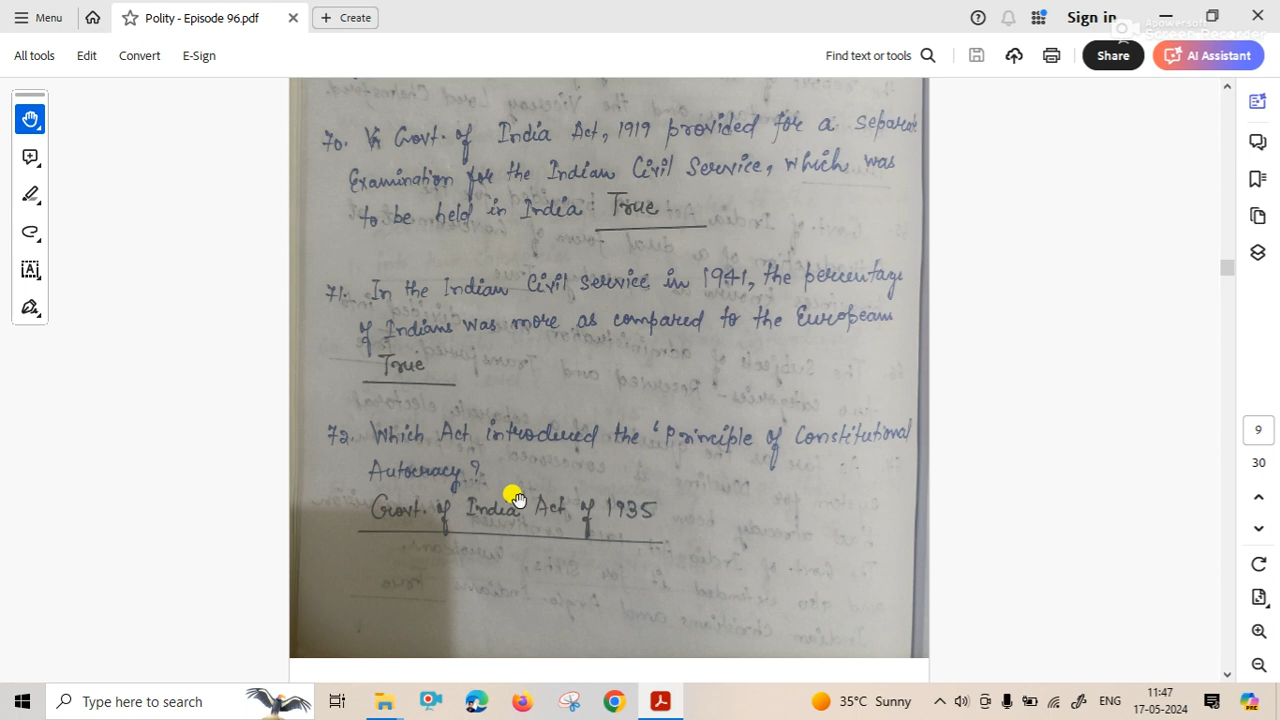 Menu
Polity - Episode 96.pdf
Create
Sign in
Apowersoft
Screen Recorder
All tools
Edit
Convert
E-Sign
Find text or tools
Share
AI Assistant
70. Govt. of India Act, 1919 provided for a separate
Examination for the Indian Civil Service, which was
to be held in India : True
71. In the Indian Civil Service in 1941, the percentage
of Indians was more as compared to the European
True
72. Which Act introduced the 'Principle of Constitutional
Autocracy?
Govt. of India Act of 1935
9
30
Type here to search
35°C Sunny
ENG
11:47
17-05-2024